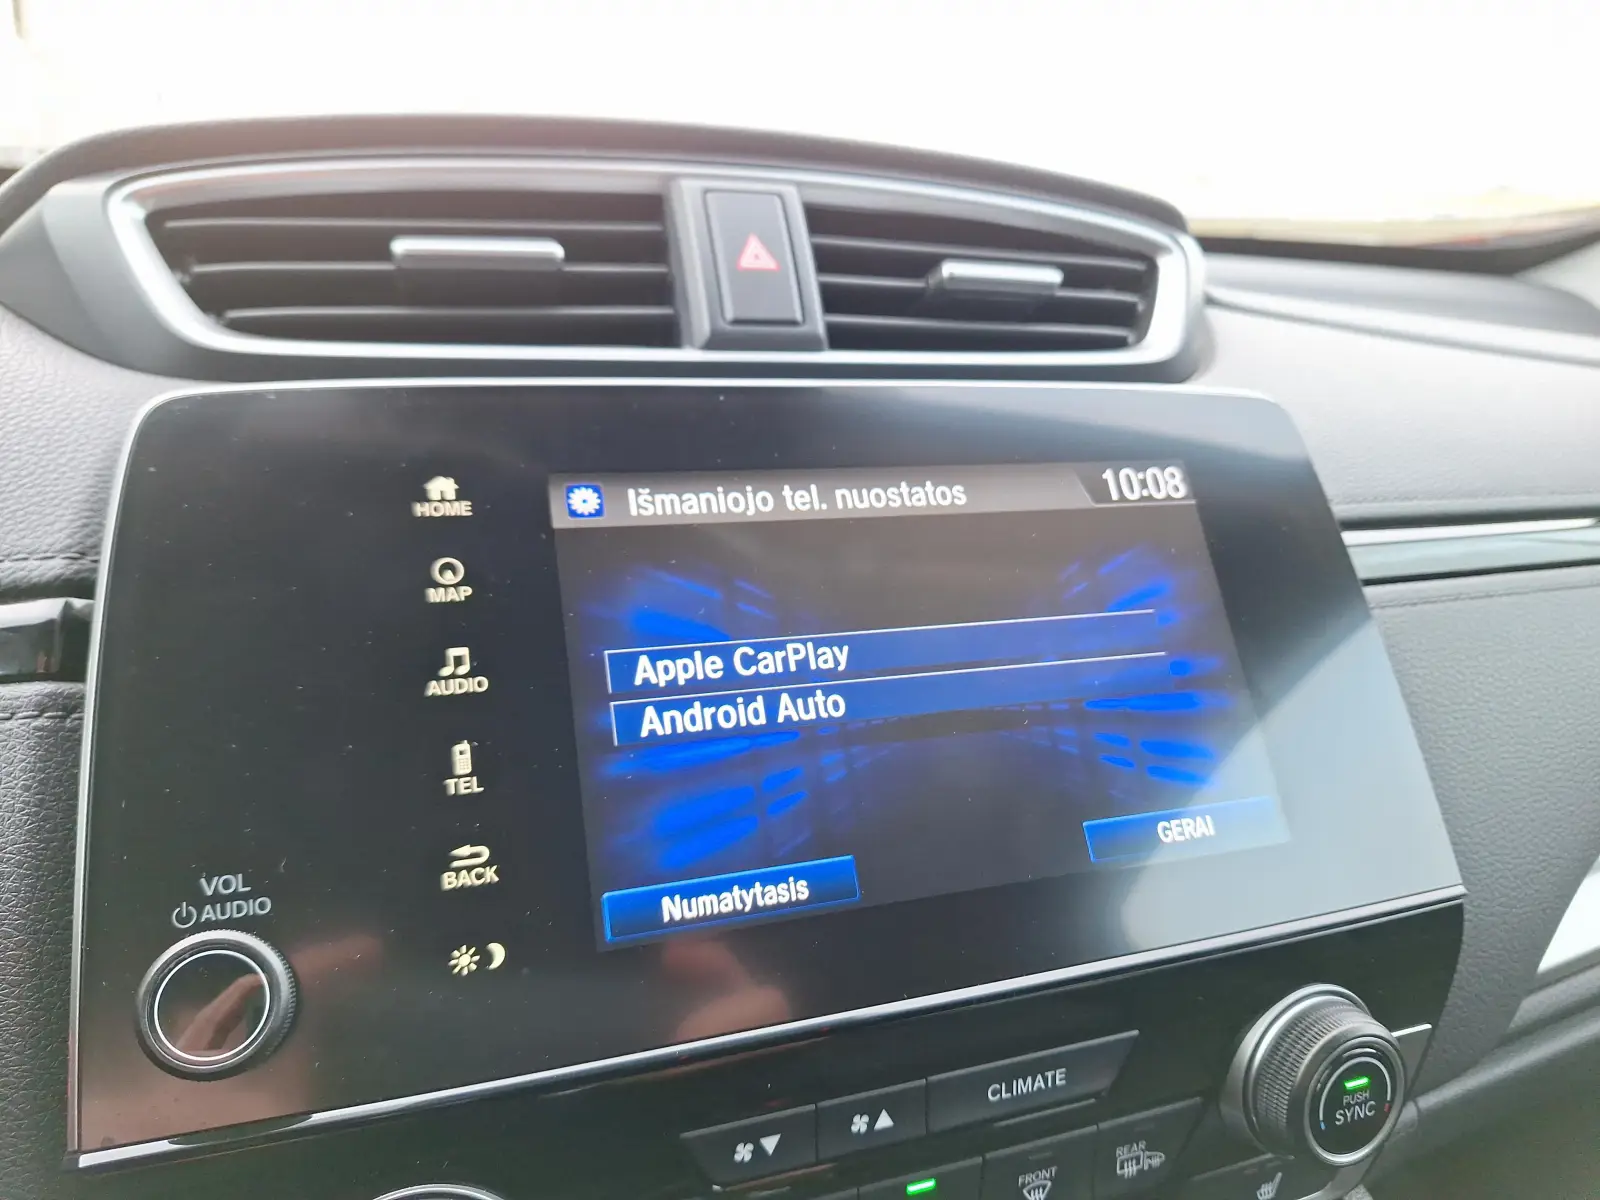 Išmaniojo tel. nuostatos
10:08
HOME
MAP
AUDIO
TEL
BACK
Apple CarPlay
Android Auto
GERAI
Numatytasis
VOL
AUDIO
CLIMATE
PUSH
SYNC
FRONT
REAR